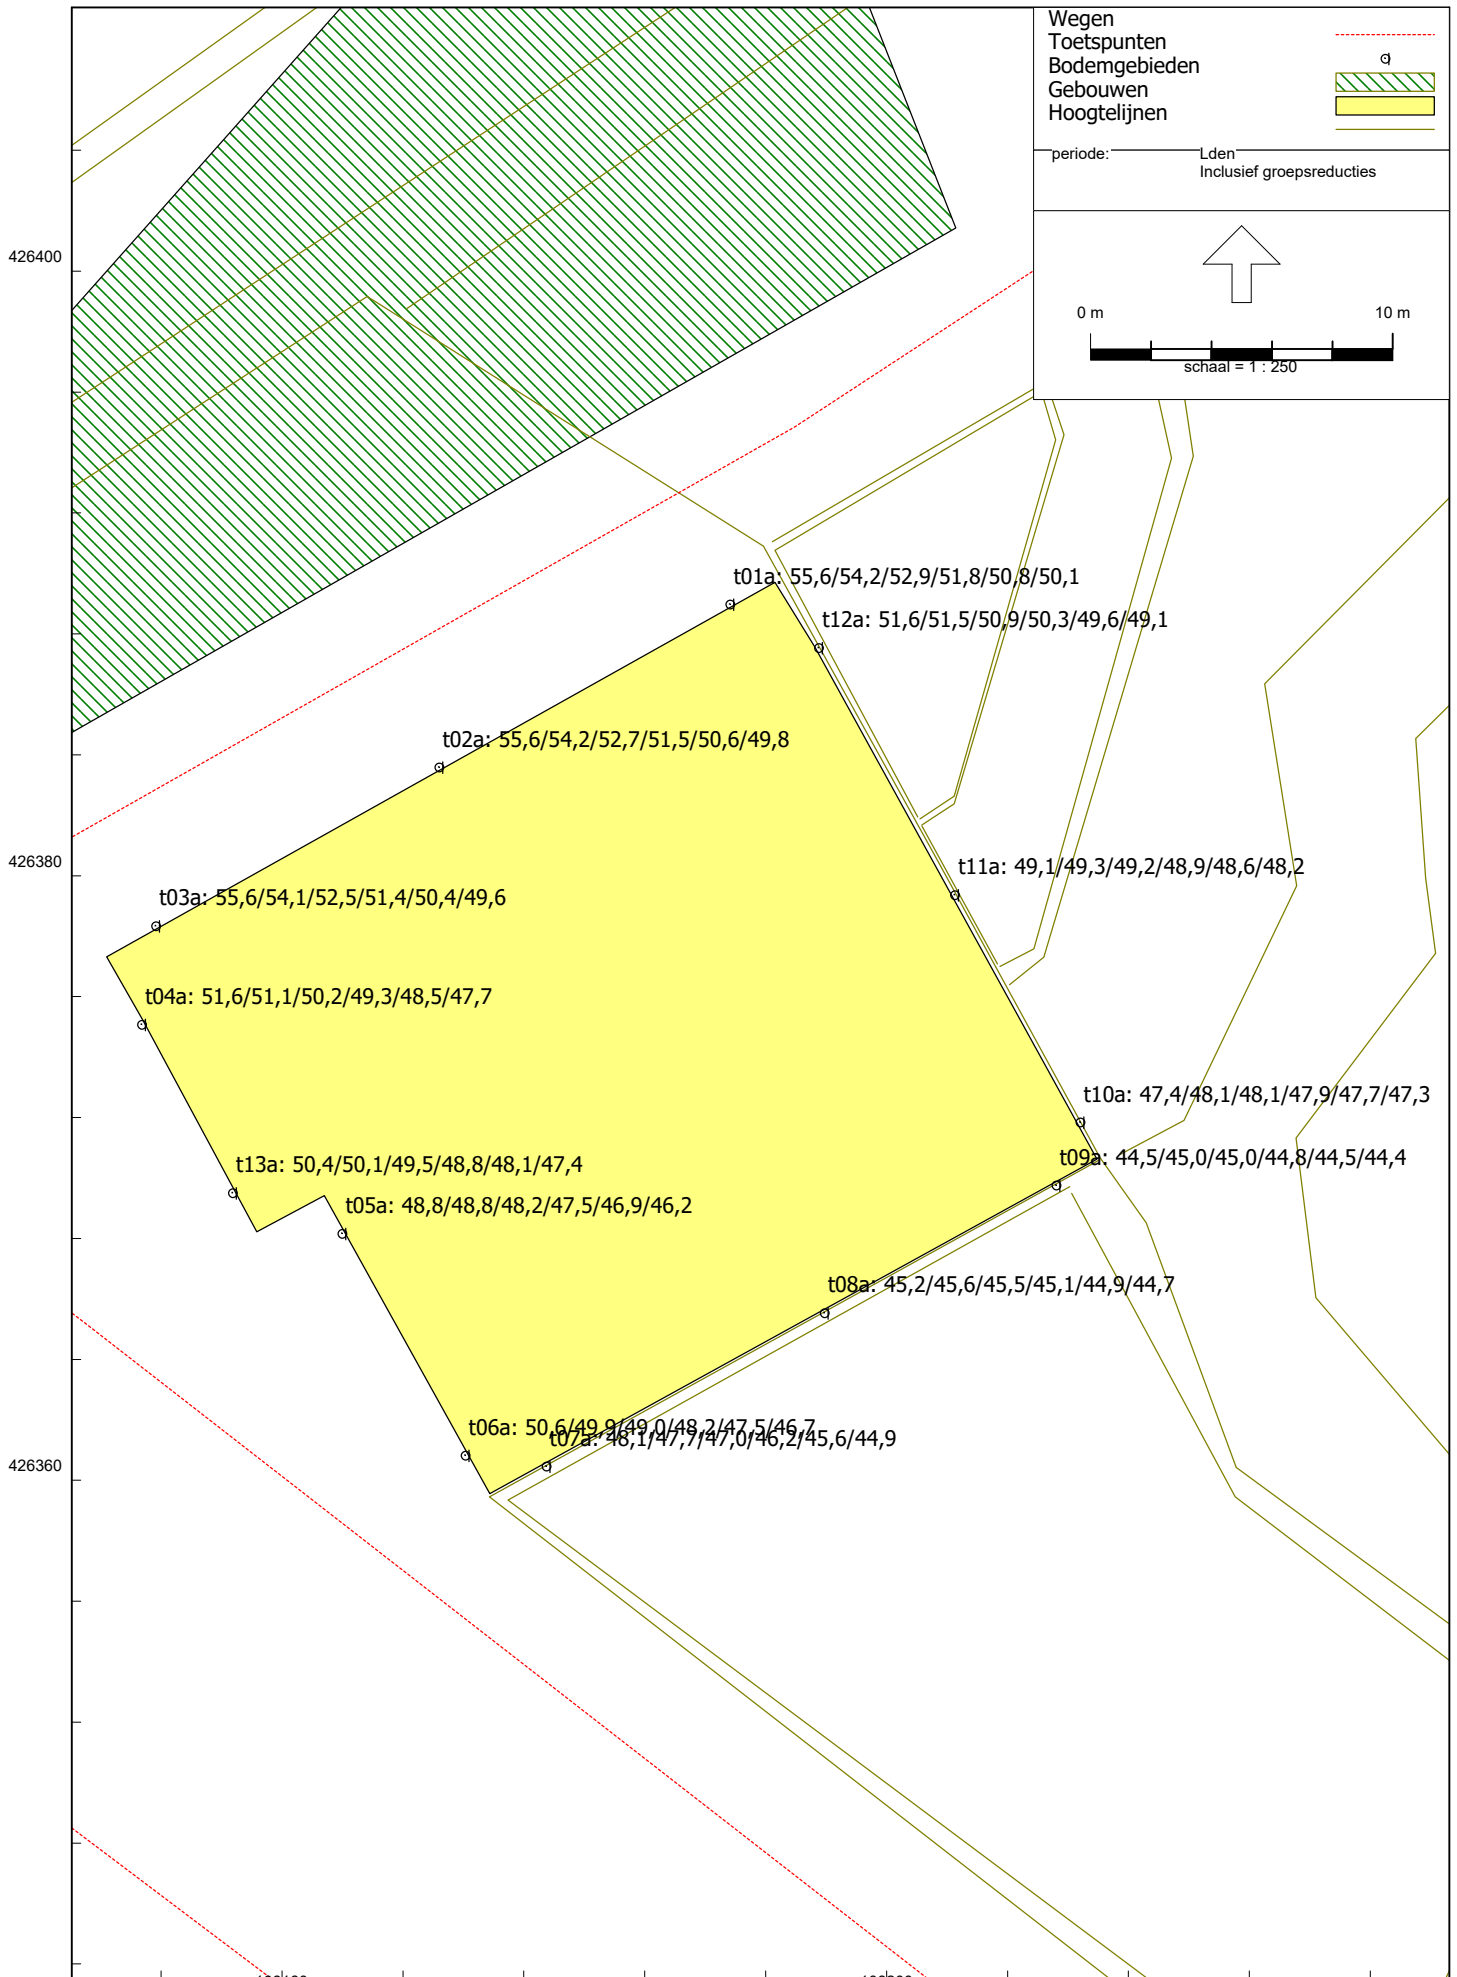 Wegen
Toetspunten
Bodemgebieden
Gebouwen
Hoogtelijnen
periode: Lden
Inclusief groepsreducties
0 m 10 m
schaal = 1 : 250
426400
t01a: 55,6/54,2/52,9/51,8/50,8/50,1
t12a: 51,6/51,5/50,9/50,3/49,6/49,1
t02a: 55,6/54,2/52,7/51,5/50,6/49,8
426380
t11a: 49,1/49,3/49,2/48,9/48,6/48,2
t03a: 55,6/54,1/52,5/51,4/50,4/49,6
t04a: 51,6/51,1/50,2/49,3/48,5/47,7
t10a: 47,4/48,1/48,1/47,9/47,7/47,3
t09a: 44,5/45,0/45,0/44,8/44,5/44,4
t13a: 50,4/50,1/49,5/48,8/48,1/47,4
t05a: 48,8/48,8/48,2/47,5/46,9/46,2
t08a: 45,2/45,6/45,5/45,1/44,9/44,7
t06a: 50,6/49,9/49,0/48,2/47,5/46,7
t07a: 48,1/47,7/47,0/46,2/45,6/44,9
426360